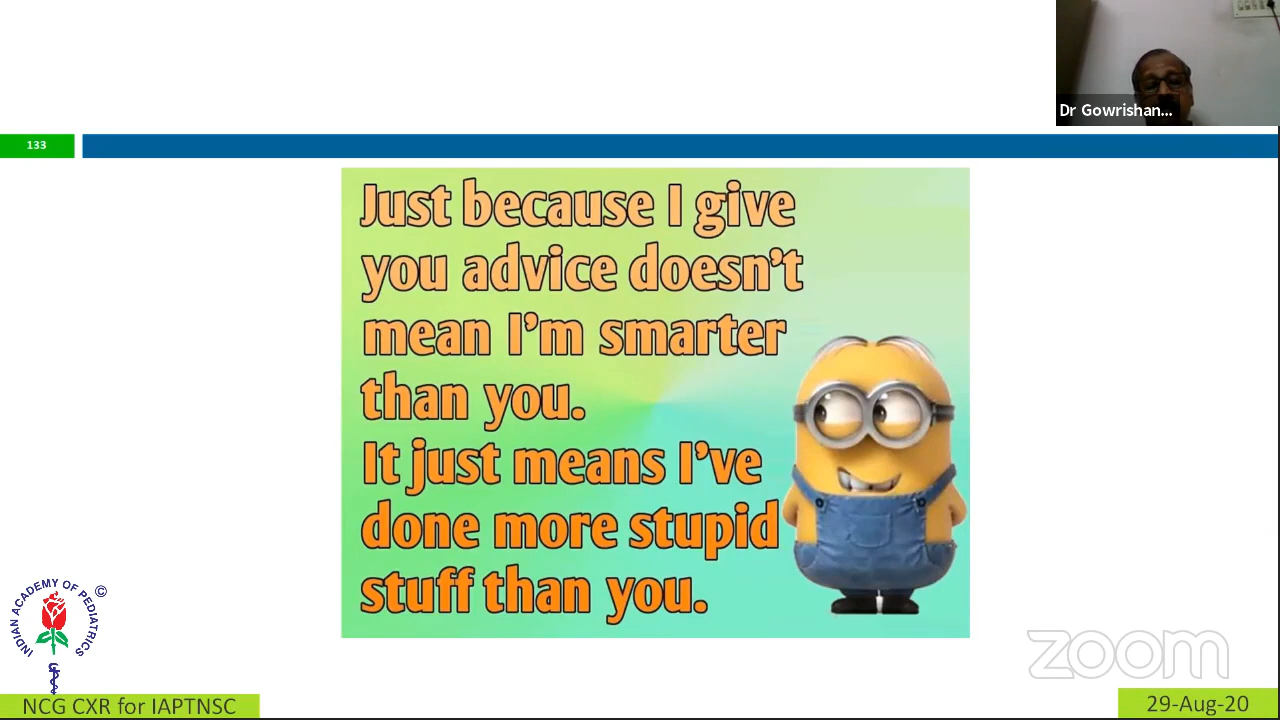 Dr Gowrishan...
133
Just because I give
you advice doesn't
mean I'm smarter
than you.
It just means I've
done more stupid
stuff than you.
INDIAN ACADEMY OF PEDIATRICS
©
zoom
NCG CXR for IAPTNSC
29-Aug-20